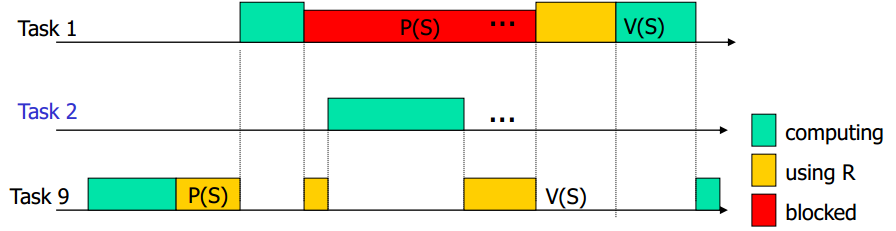 Task 1
P(S)
...
V(S)
Task 2
...
computing
using R
blocked
Task 9
P(S)
V(S)